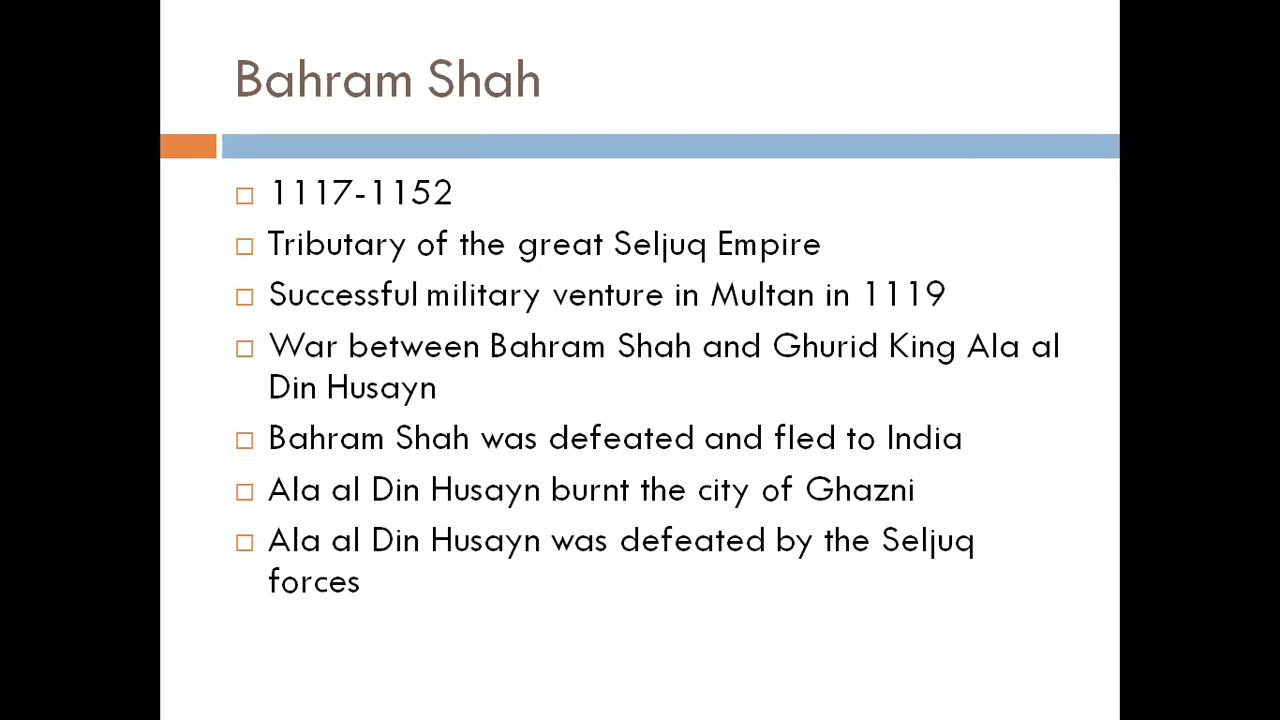 Bahram Shah
1117-1152
Tributary of the great Seljuq Empire
Successful military venture in Multan in 1119
War between Bahram Shah and Ghurid King Ala al
Din Husayn
Bahram Shah was defeated and fled to India
Ala al Din Husayn burnt the city of Ghazni
Ala al Din Husayn was defeated by the Seljuq
forces